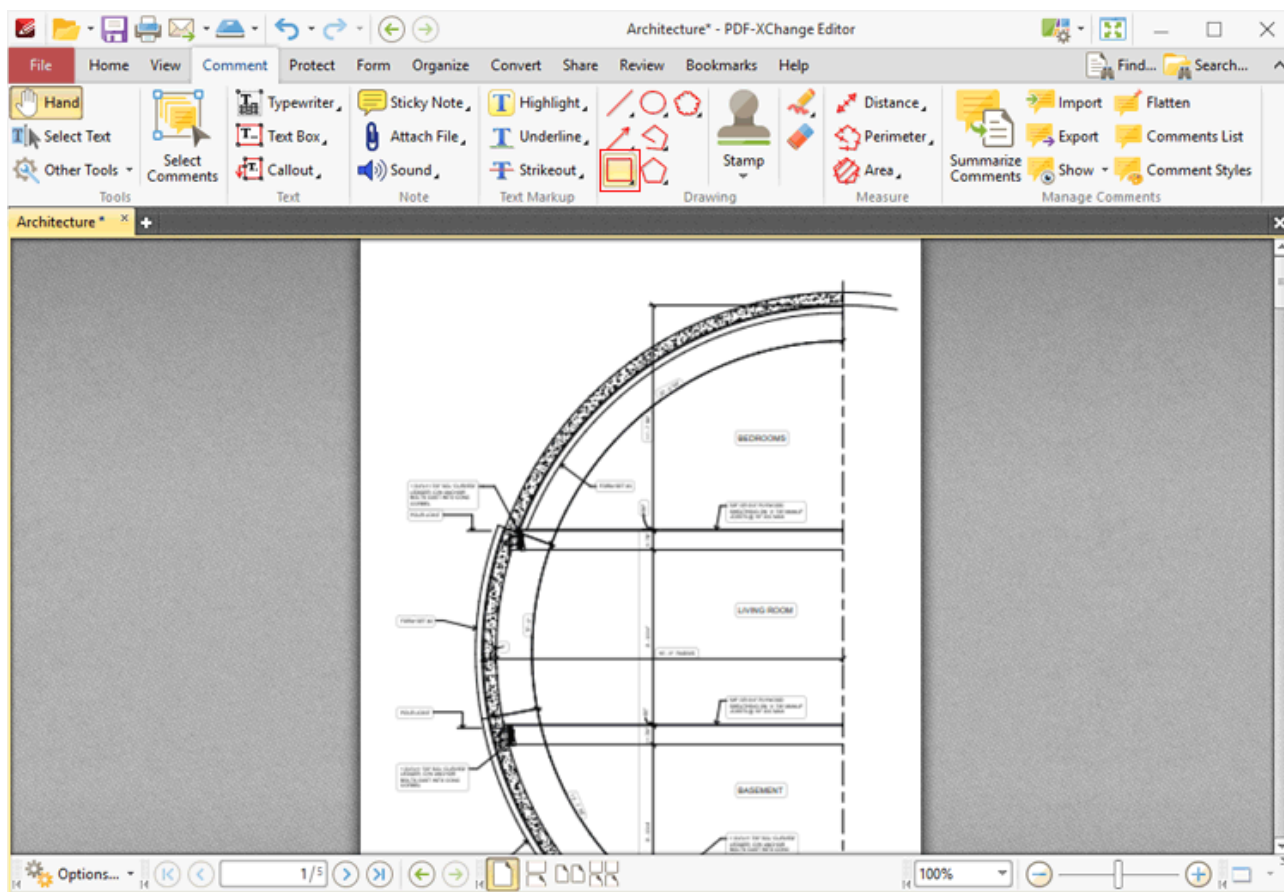 Architecture* - PDF-XChange Editor
File Home View Comment Protect Form Organize Convert Share Review Bookmarks Help Find... Search...
Hand Typewriter Sticky Note Highlight Distance Import Flatten
Select Text Text Box Attach File Underline Perimeter Export Comments List
Other Tools Select Comments Callout Sound Strikeout Stamp Area Summarize Comments Show Comment Styles
Tools Text Note Text Markup Drawing Measure Manage Comments
Architecture *
BEDROOMS
LIVING ROOM
BASEMENT
Options... 1/5 100%